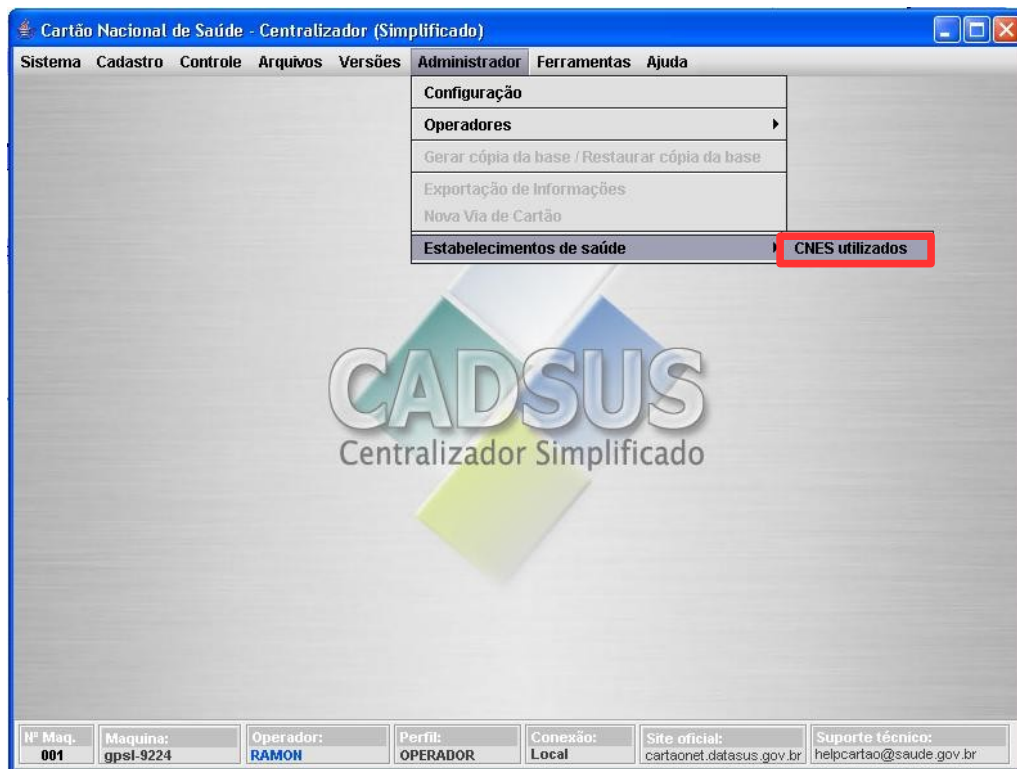 Cartão Nacional de Saúde - Centralizador (Simplificado)
Sistema Cadastro Controle Arquivos Versões Administrador Ferramentas Ajuda
Configuração
Operadores
Gerar cópia da base / Restaurar cópia da base
Exportação de Informações
Nova Via de Cartão
Estabelecimentos de saúde CNES utilizados
CADSUS
Centralizador Simplificado
Nº Maq. Maquina: Operador: Perfil: Conexão: Site oficial: Suporte técnico:
001 gpsl-9224 RAMON OPERADOR Local cartaonet.datasus.gov.br helpcartao@saude.gov.br